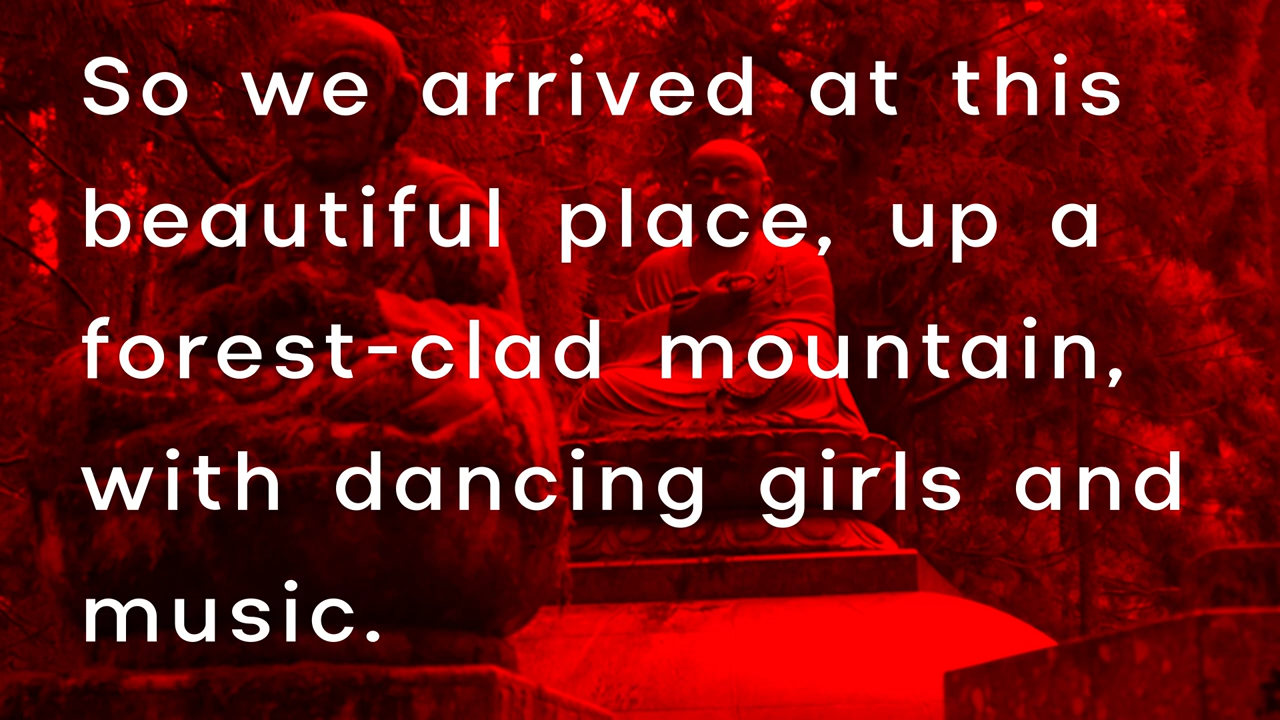 So we arrived at this
beautiful place, up a
forest-clad mountain,
with dancing girls and
music.